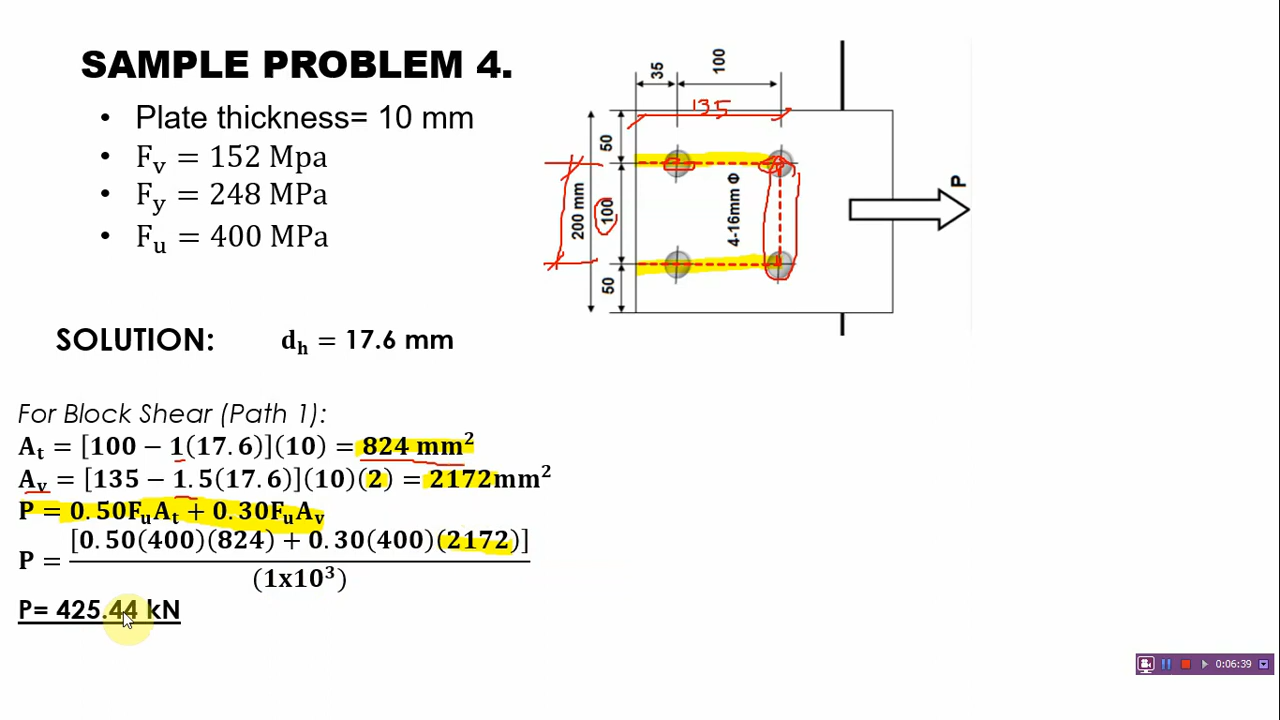 SAMPLE PROBLEM 4.
• Plate thickness= 10 mm
• Fᵥ = 152 Mpa
• F_y = 248 MPa
• Fᵤ = 400 MPa
35
100
135
50
200 mm
100
50
4-16mm Φ
P
SOLUTION: dₕ = 17.6 mm
For Block Shear (Path 1):
Aₜ = [100 − 1(17.6)](10) = 824 mm²
Aᵥ = [135 − 1.5(17.6)](10)(2) = 2172mm²
P = 0.50FᵤAₜ + 0.30FᵤAᵥ
P = [0.50(400)(824) + 0.30(400)(2172)]
(1x10³)
P= 425.44 kN
0:06:39